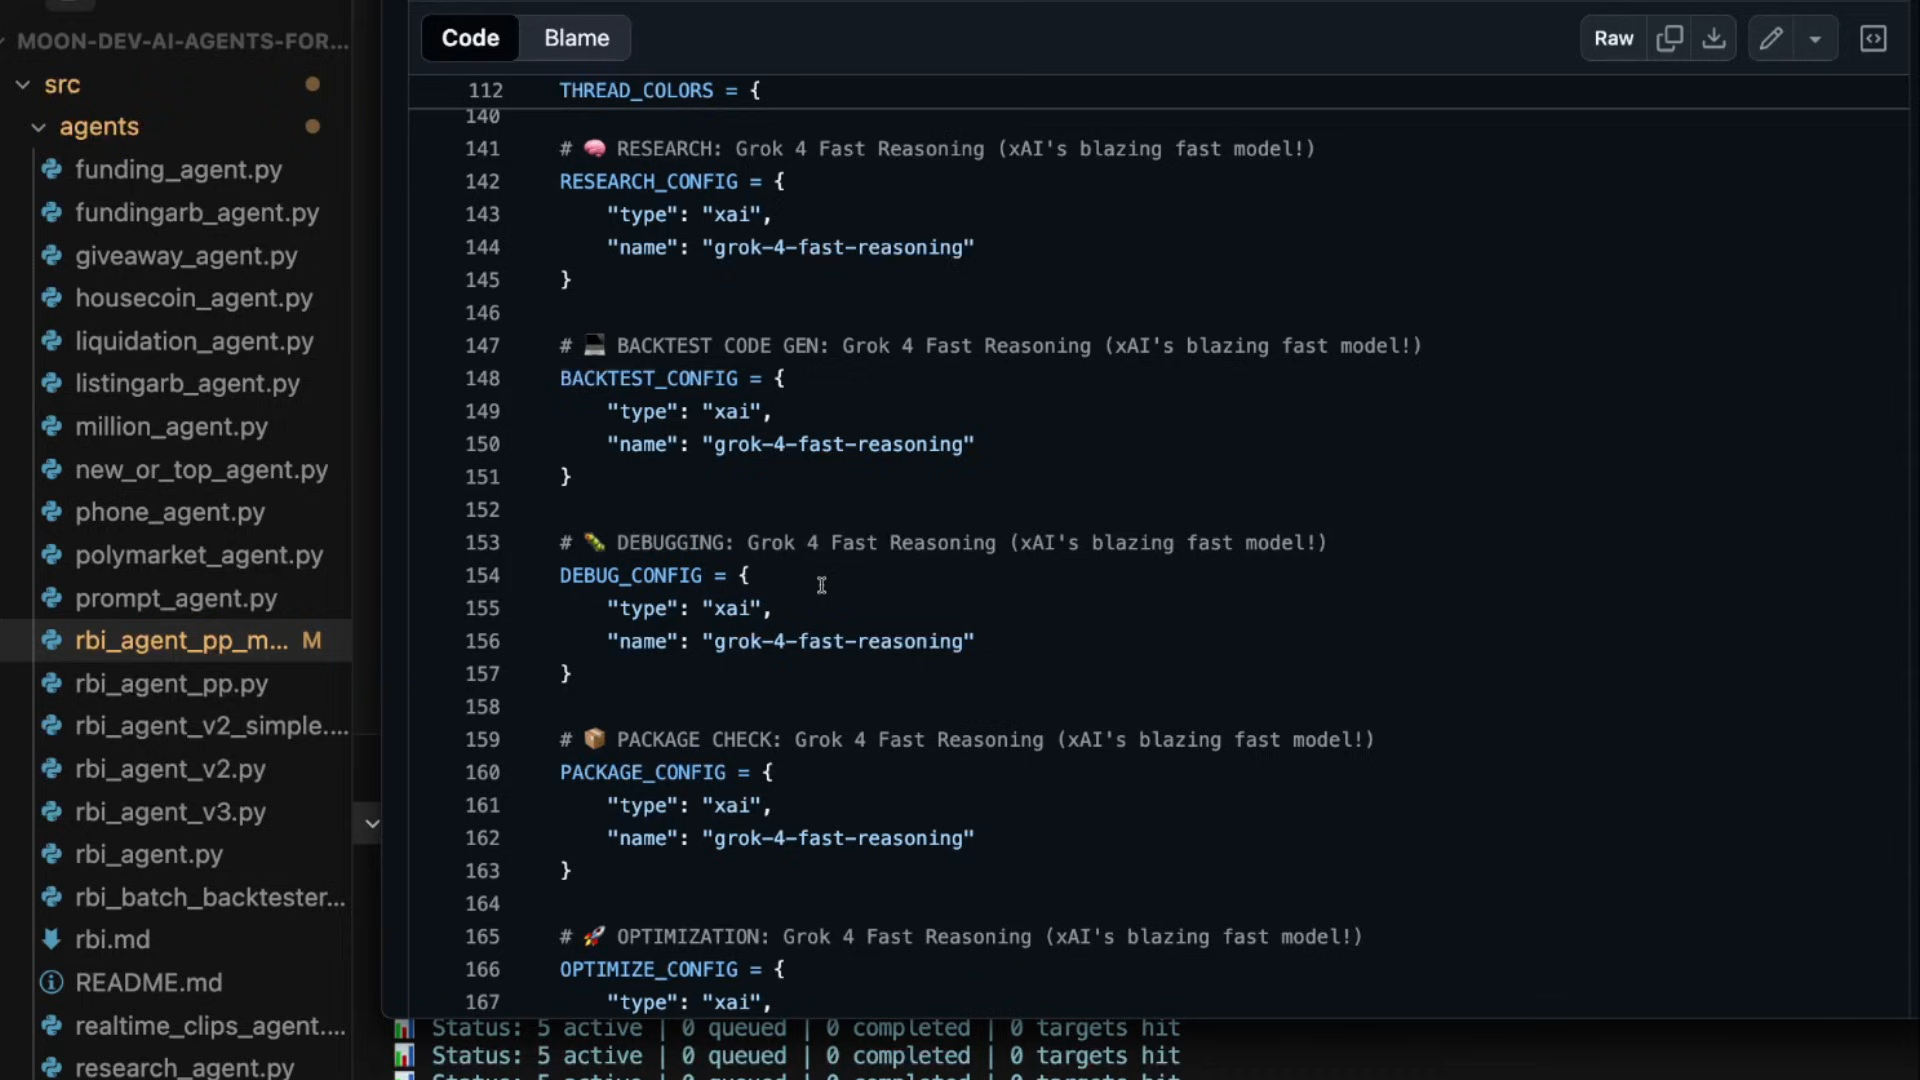 MOON-DEV-AI-AGENTS-FOR...
src
agents
funding_agent.py
fundingarb_agent.py
giveaway_agent.py
housecoin_agent.py
liquidation_agent.py
listingarb_agent.py
million_agent.py
new_or_top_agent.py
phone_agent.py
polymarket_agent.py
prompt_agent.py
rbi_agent_pp_m... M
rbi_agent_pp.py
rbi_agent_v2_simple....
rbi_agent_v2.py
rbi_agent_v3.py
rbi_agent.py
rbi_batch_backtester...
rbi.md
README.md
realtime_clips_agent....
research_agent.py
Code Blame Raw
112 THREAD_COLORS = {
140
141 # 🧠 RESEARCH: Grok 4 Fast Reasoning (xAI's blazing fast model!)
142 RESEARCH_CONFIG = {
143 "type": "xai",
144 "name": "grok-4-fast-reasoning"
145 }
146
147 # 💻 BACKTEST CODE GEN: Grok 4 Fast Reasoning (xAI's blazing fast model!)
148 BACKTEST_CONFIG = {
149 "type": "xai",
150 "name": "grok-4-fast-reasoning"
151 }
152
153 # 🐛 DEBUGGING: Grok 4 Fast Reasoning (xAI's blazing fast model!)
154 DEBUG_CONFIG = {
155 "type": "xai",
156 "name": "grok-4-fast-reasoning"
157 }
158
159 # 📦 PACKAGE CHECK: Grok 4 Fast Reasoning (xAI's blazing fast model!)
160 PACKAGE_CONFIG = {
161 "type": "xai",
162 "name": "grok-4-fast-reasoning"
163 }
164
165 # 🚀 OPTIMIZATION: Grok 4 Fast Reasoning (xAI's blazing fast model!)
166 OPTIMIZE_CONFIG = {
167 "type": "xai",
📊 Status: 5 active | 0 queued | 0 completed | 0 targets hit
📊 Status: 5 active | 0 queued | 0 completed | 0 targets hit